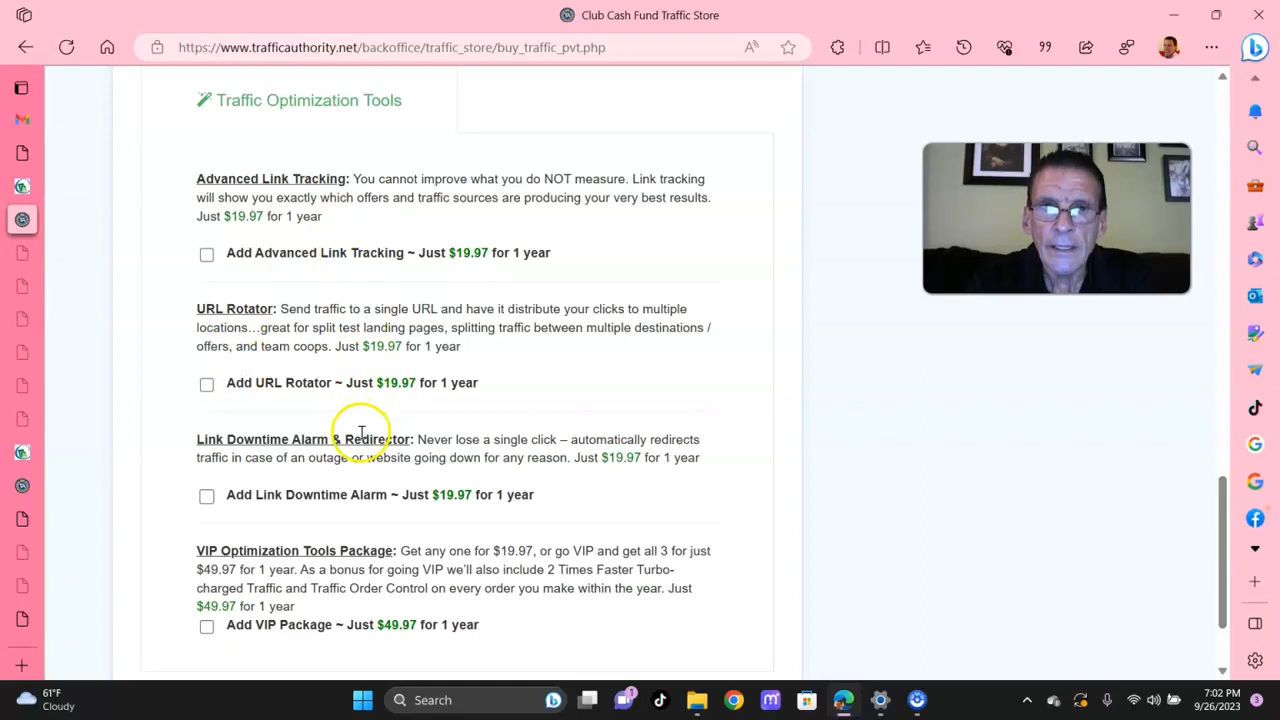 Club Cash Fund Traffic Store
https://www.trafficauthority.net/backoffice/traffic_store/buy_traffic_pvt.php
Traffic Optimization Tools
Advanced Link Tracking: You cannot improve what you do NOT measure. Link tracking
will show you exactly which offers and traffic sources are producing your very best results.
Just $19.97 for 1 year
Add Advanced Link Tracking ~ Just $19.97 for 1 year
URL Rotator: Send traffic to a single URL and have it distribute your clicks to multiple
locations…great for split test landing pages, splitting traffic between multiple destinations /
offers, and team coops. Just $19.97 for 1 year
Add URL Rotator ~ Just $19.97 for 1 year
Link Downtime Alarm & Redirector: Never lose a single click – automatically redirects
traffic in case of an outage or website going down for any reason. Just $19.97 for 1 year
Add Link Downtime Alarm ~ Just $19.97 for 1 year
VIP Optimization Tools Package: Get any one for $19.97, or go VIP and get all 3 for just
$49.97 for 1 year. As a bonus for going VIP we'll also include 2 Times Faster Turbo-
charged Traffic and Traffic Order Control on every order you make within the year. Just
$49.97 for 1 year
Add VIP Package ~ Just $49.97 for 1 year
61°F
Cloudy
Search
1
7:02 PM
9/26/2023
3